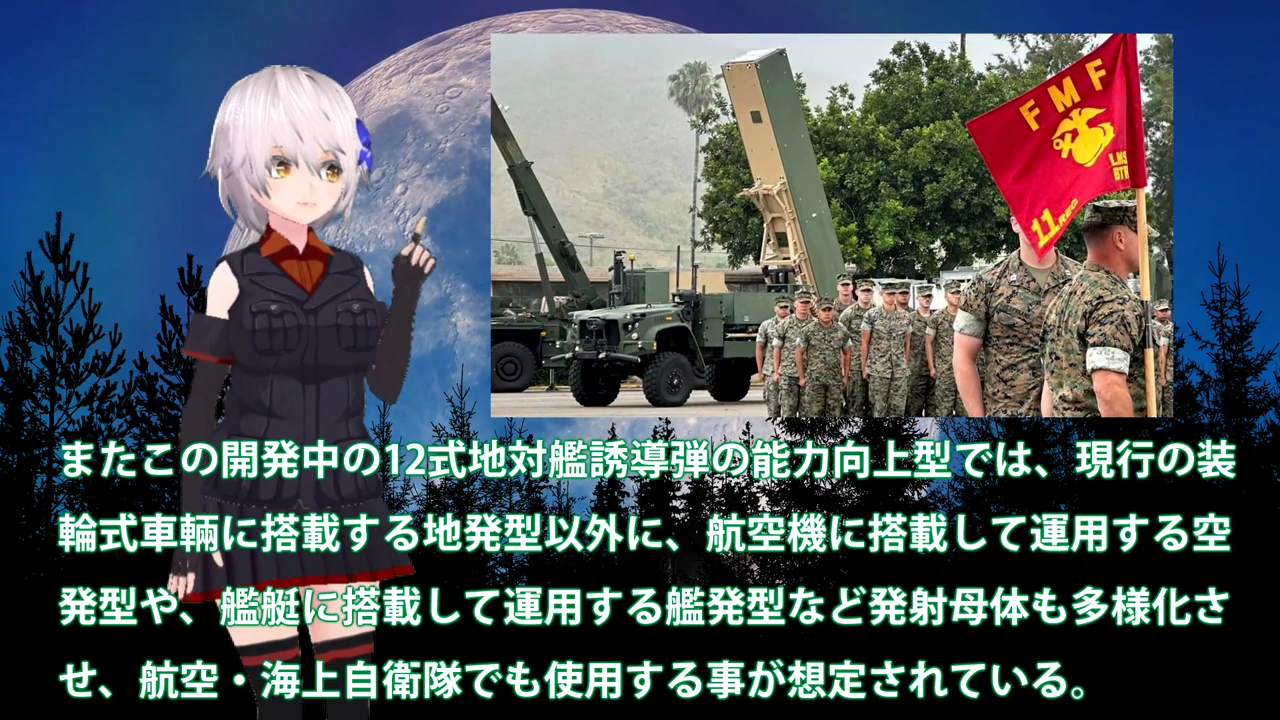 FMF
LMSL
BTRY
11
REG
またこの開発中の12式地対艦誘導弾の能力向上型では、現行の装
輪式車輌に搭載する地発型以外に、航空機に搭載して運用する空
発型や、艦艇に搭載して運用する艦発型など発射母体も多様化さ
せ、航空・海上自衛隊でも使用する事が想定されている。